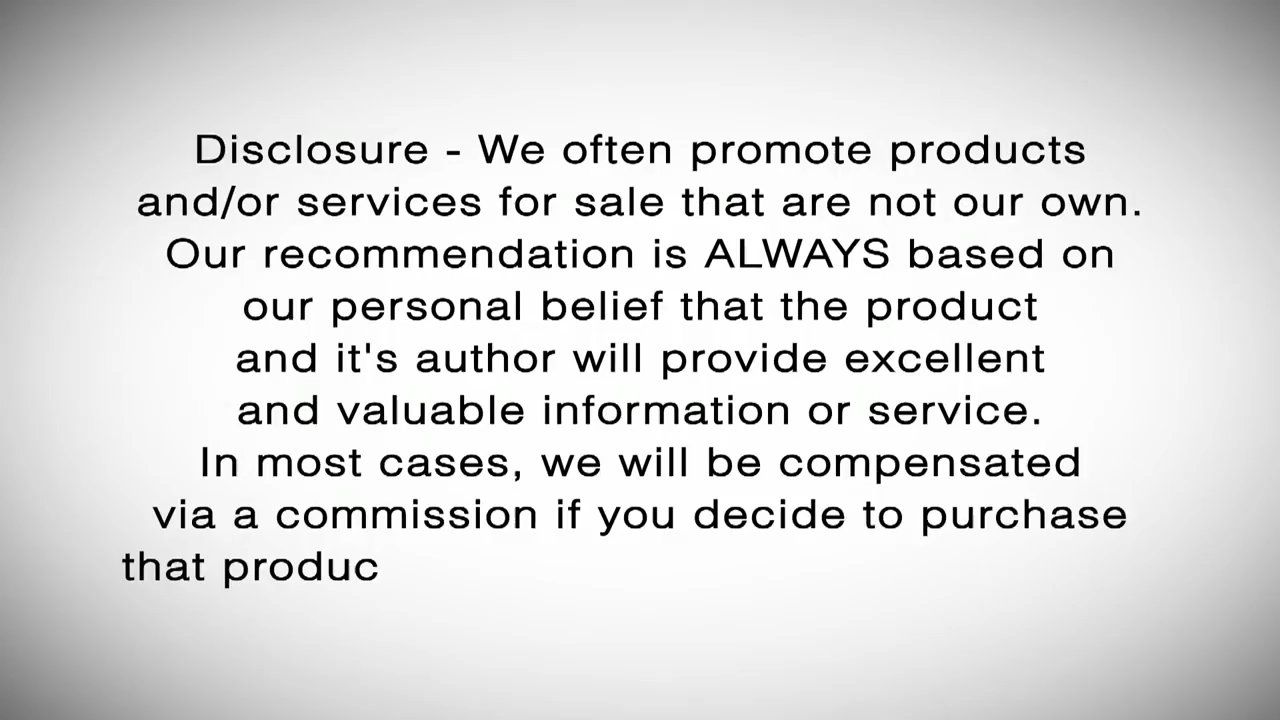 Disclosure - We often promote products
and/or services for sale that are not our own.
Our recommendation is ALWAYS based on
our personal belief that the product
and it's author will provide excellent
and valuable information or service.
In most cases, we will be compensated
via a commission if you decide to purchase
that produc